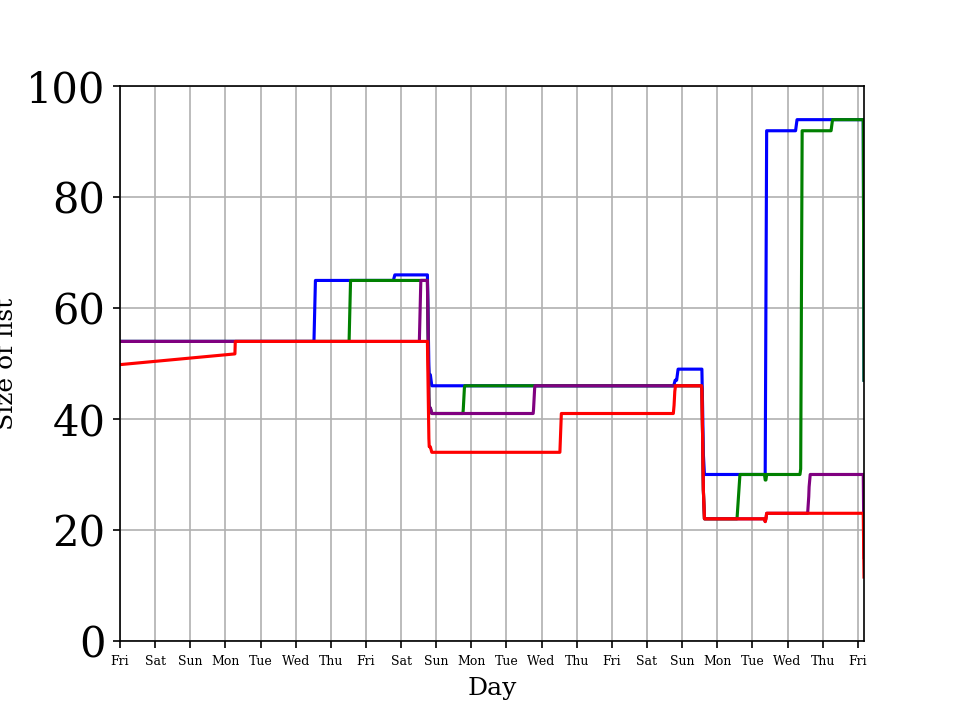 100
80
60
40
20
0
Size of list
Fri Sat Sun Mon Tue Wed Thu Fri Sat Sun Mon Tue Wed Thu Fri Sat Sun Mon Tue Wed Thu Fri
Day